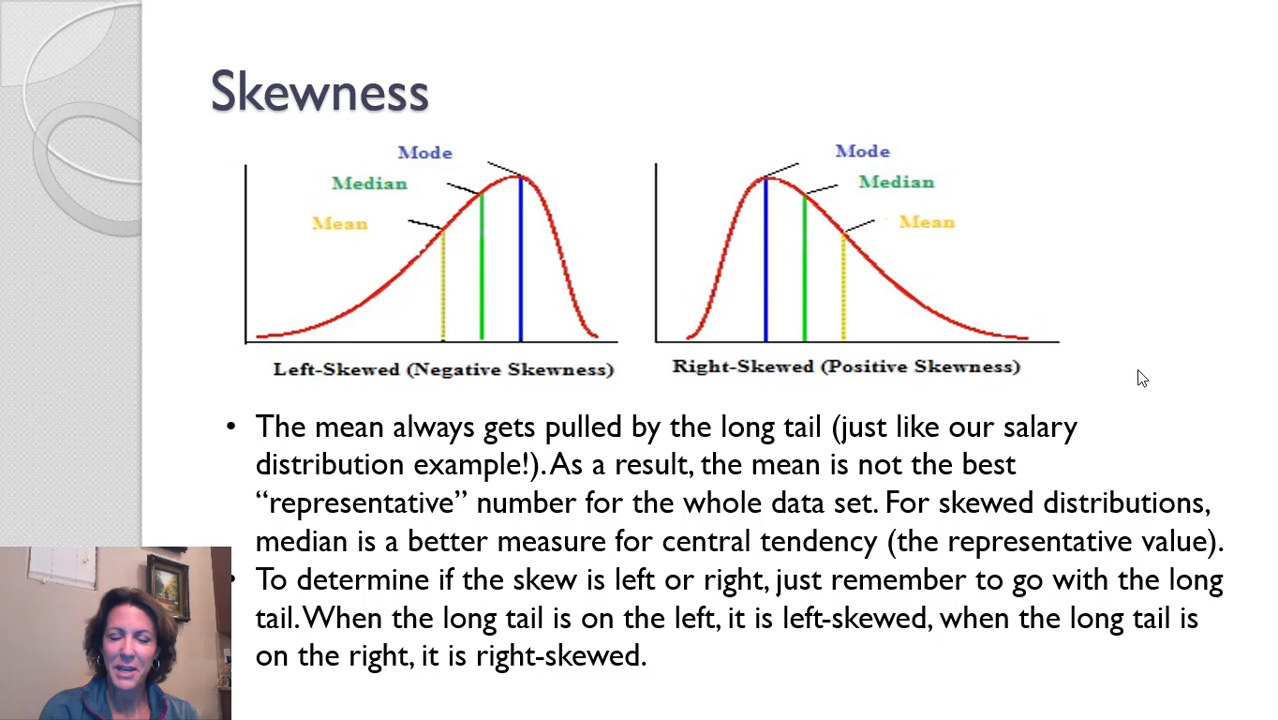 Skewness
Mode
Median
Mean
Left-Skewed (Negative Skewness)
Mode
Median
Mean
Right-Skewed (Positive Skewness)
• The mean always gets pulled by the long tail (just like our salary
distribution example!). As a result, the mean is not the best
“representative” number for the whole data set. For skewed distributions,
median is a better measure for central tendency (the representative value).
• To determine if the skew is left or right, just remember to go with the long
tail. When the long tail is on the left, it is left-skewed, when the long tail is
on the right, it is right-skewed.